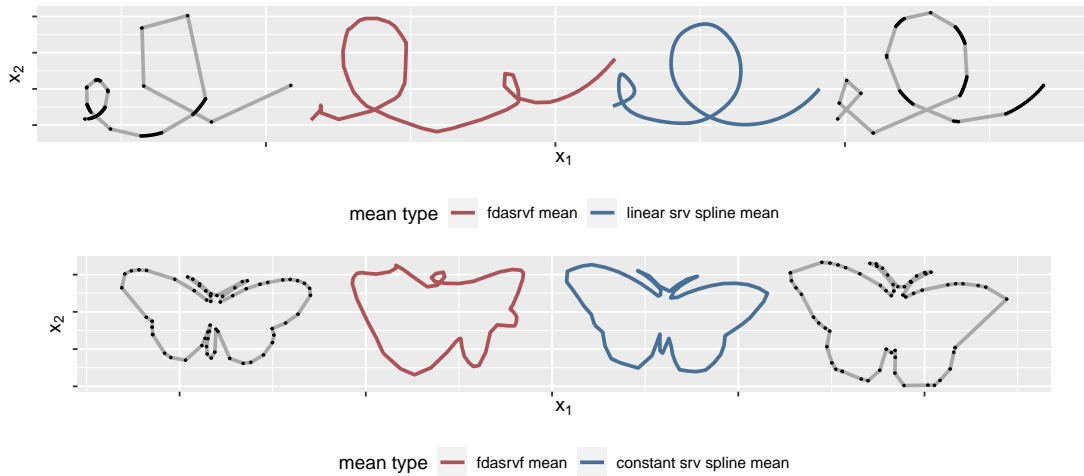 x2
x1
mean type fdasrvf mean linear srv spline mean
x2
x1
mean type fdasrvf mean constant srv spline mean